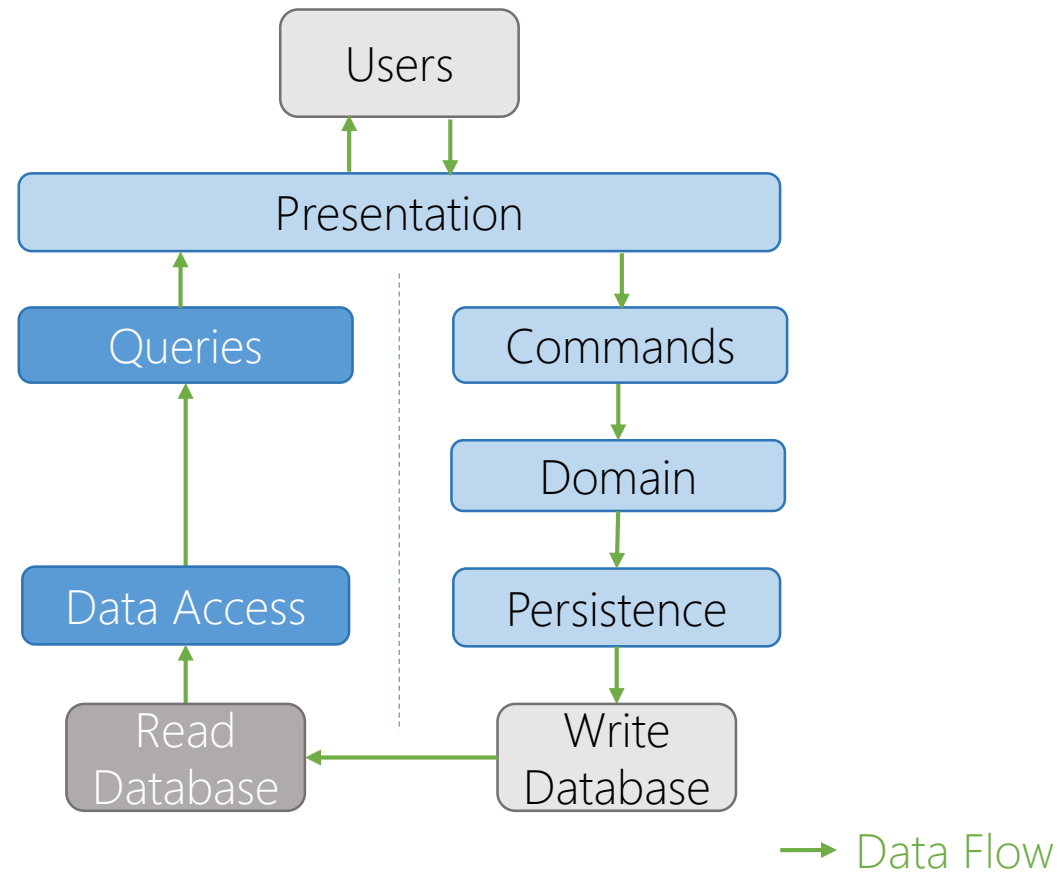 Users
Presentation
Queries
Commands
Domain
Data Access
Persistence
Read
Database
Write
Database
Data Flow